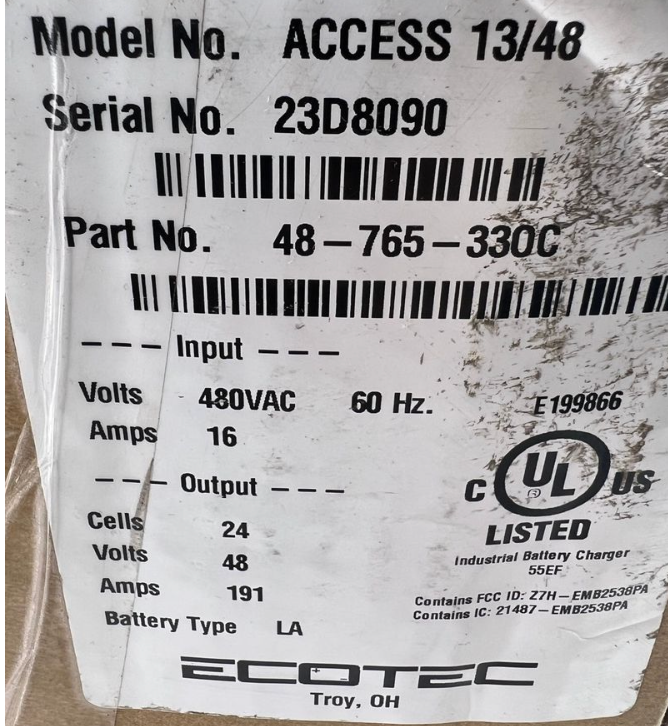 Model No. ACCESS 13/48
Serial No. 23D8090
Part No. 48-765-330C
--- Input ---
Volts 480VAC 60 Hz.
Amps 16
E199866
C UL US
®
LISTED
Industrial Battery Charger
55EF
--- Output ---
Cells 24
Volts 48
Amps 191
Battery Type LA
Contains FCC ID: Z7H-EMB2538PA
Contains IC: 21487-EMB2538PA
ECOTEC
Troy, OH